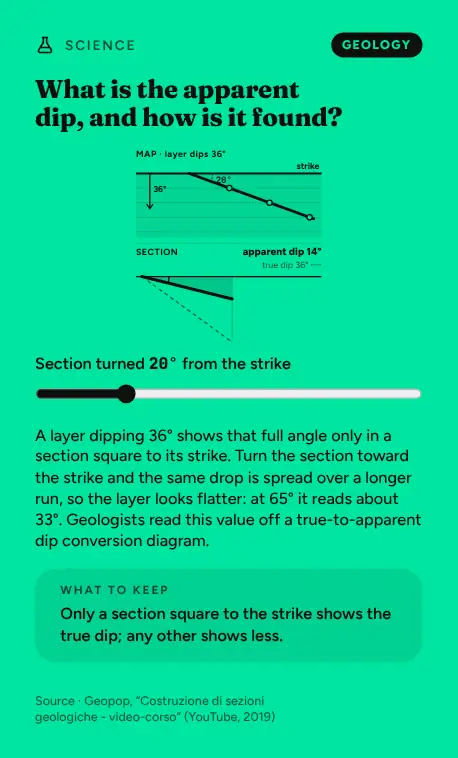 SCIENCE
GEOLOGY
What is the apparent
dip, and how is it found?
MAP · layer dips 36°
strike
36°
20°
SECTION
apparent dip 14°
true dip 36°
Section turned 20° from the strike
A layer dipping 36° shows that full angle only in a
section square to its strike. Turn the section toward
the strike and the same drop is spread over a longer
run, so the layer looks flatter: at 65° it reads about
33°. Geologists read this value off a true-to-apparent
dip conversion diagram.
WHAT TO KEEP
Only a section square to the strike shows the
true dip; any other shows less.
Source · Geopop, “Costruzione di sezioni
geologiche - video-corso” (YouTube, 2019)